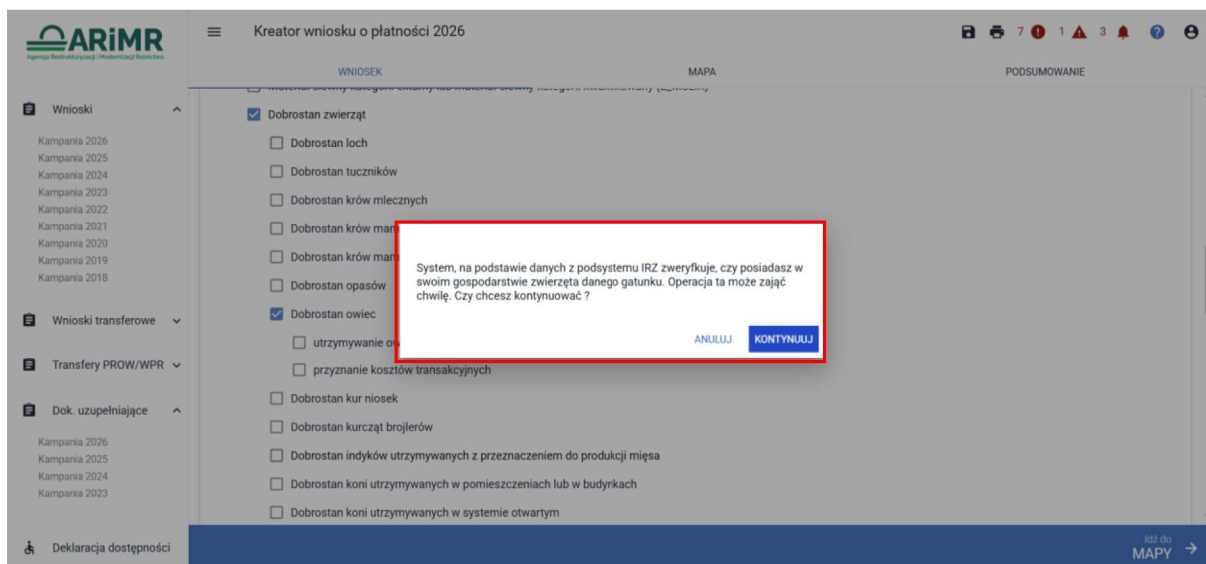 ARiMR
Agencja Restrukturyzacji i Modernizacji Rolnictwa
Kreator wniosku o płatności 2026
7 1 3
WNIOSEK
MAPA
PODSUMOWANIE
Wnioski
Kampania 2026
Kampania 2025
Kampania 2024
Kampania 2023
Kampania 2022
Kampania 2021
Kampania 2020
Kampania 2019
Kampania 2018
Wnioski transferowe
Transfery PROW/WPR
Dok. uzupełniające
Kampania 2026
Kampania 2025
Kampania 2024
Kampania 2023
Deklaracja dostępności
Dobrostan zwierząt
Dobrostan loch
Dobrostan tuczników
Dobrostan krów mlecznych
Dobrostan krów
Dobrostan krów
Dobrostan opasów
Dobrostan owiec
utrzymywanie
przyznanie kosztów transakcyjnych
Dobrostan kur niosek
Dobrostan kurcząt brojlerów
Dobrostan indyków utrzymywanych z przeznaczeniem do produkcji mięsa
Dobrostan koni utrzymywanych w pomieszczeniach lub w budynkach
Dobrostan koni utrzymywanych w systemie otwartym
System, na podstawie danych z podsystemu IRZ zweryfkuje, czy posiadasz w
swoim gospodarstwie zwierzęta danego gatunku. Operacja ta może zająć
chwilę. Czy chcesz kontynuować ?
ANULUJ
KONTYNUUJ
Idź do
MAPY